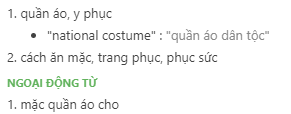 1. quần áo, y phục
• "national costume" : "quần áo dân tộc"
2. cách ăn mặc, trang phục, phục sức
NGOẠI ĐỘNG TỪ
1. mặc quần áo cho